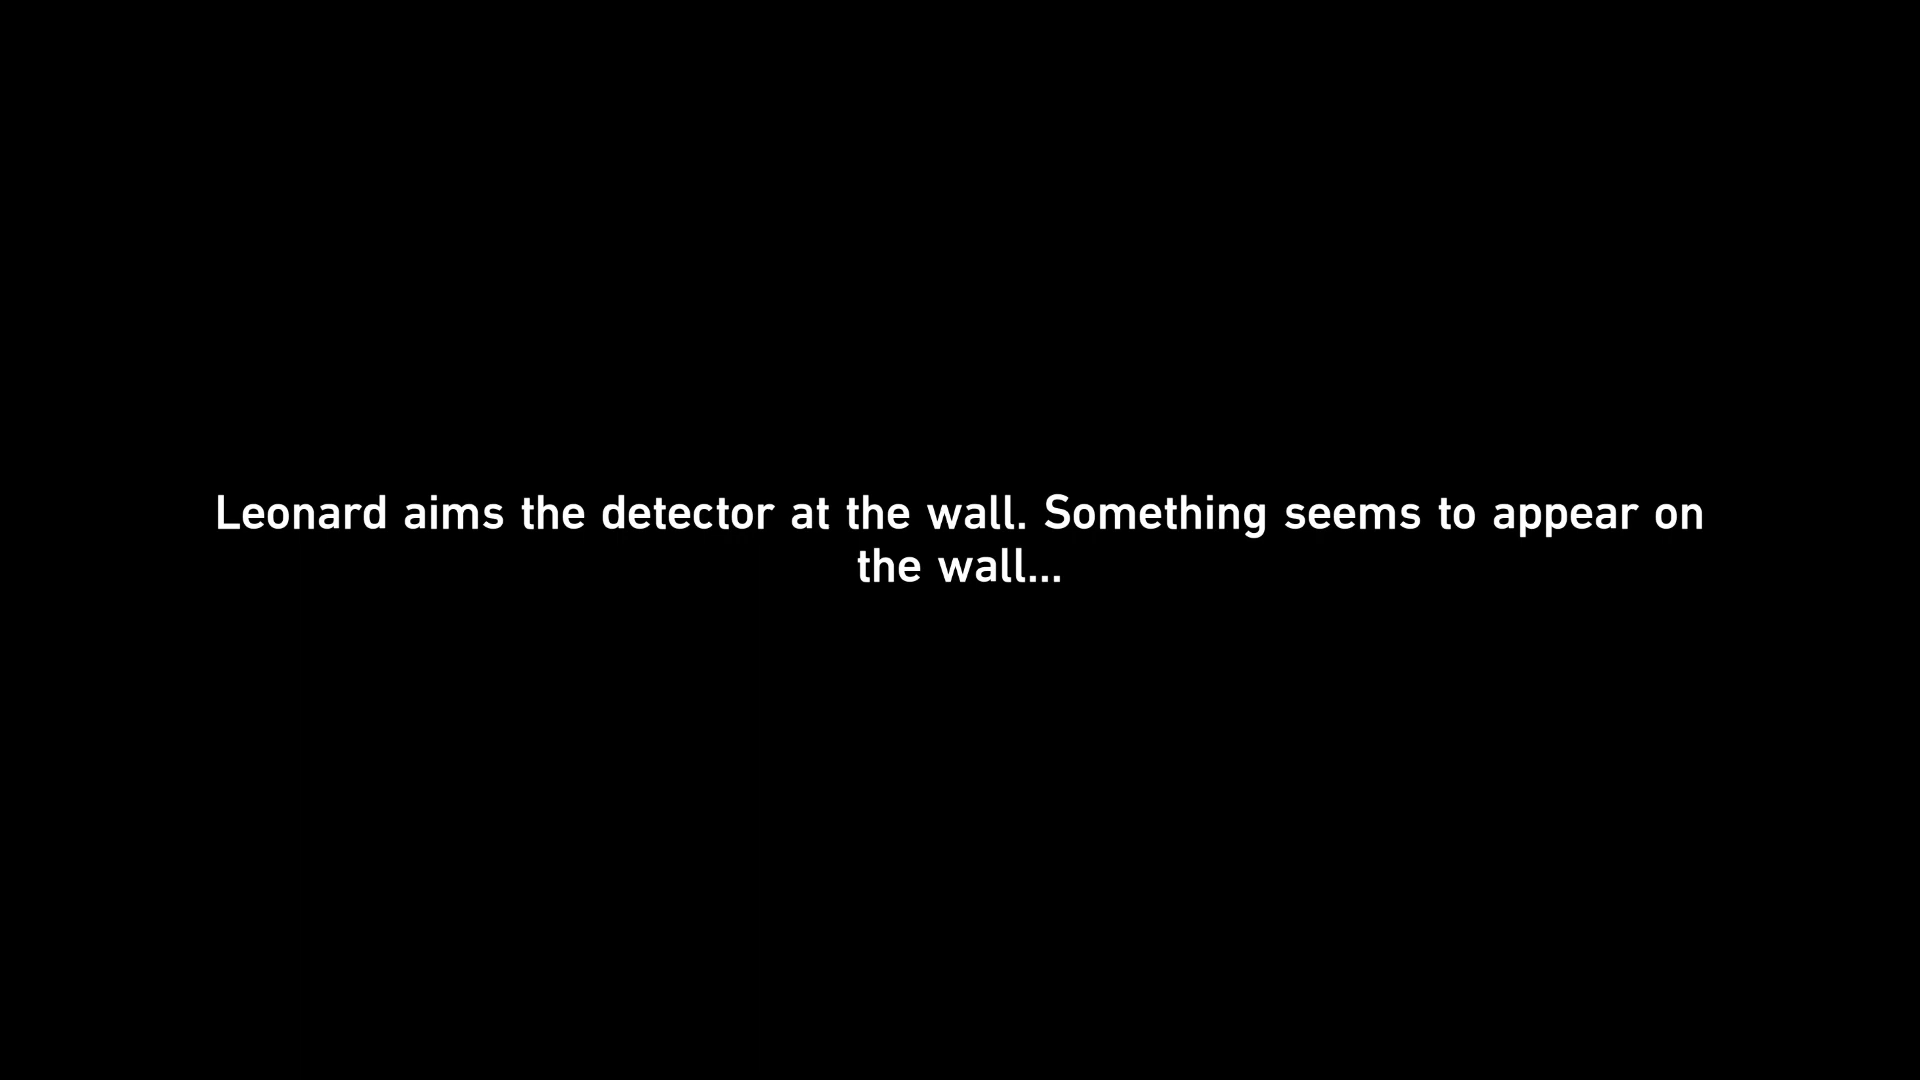 Leonard aims the detector at the wall. Something seems to appear on
the wall...